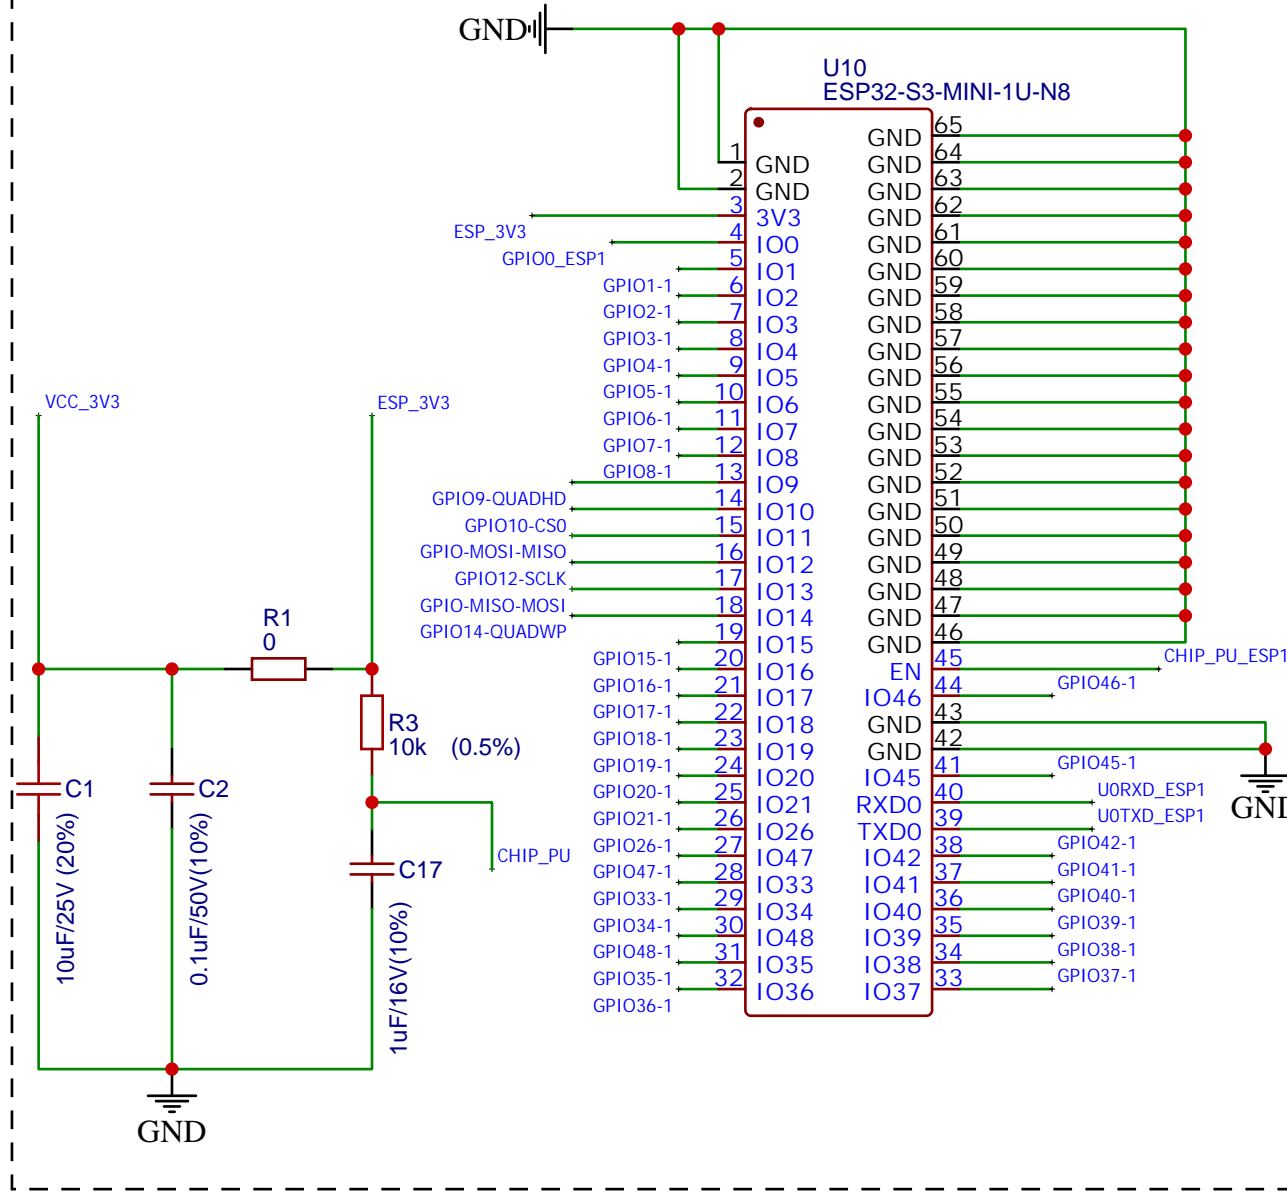 GND
U10
ESP32-S3-MINI-1U-N8
1 GND
2 GND
3 3V3
4 IO0
5 IO1
6 IO2
7 IO3
8 IO4
9 IO5
10 IO6
11 IO7
12 IO8
13 IO9
14 IO10
15 IO11
16 IO12
17 IO13
18 IO14
19 IO15
20 IO16
21 IO17
22 IO18
23 IO19
24 IO20
25 IO21
26 IO26
27 IO47
28 IO33
29 IO34
30 IO48
31 IO35
32 IO36
GND 65
GND 64
GND 63
GND 62
GND 61
GND 60
GND 59
GND 58
GND 57
GND 56
GND 55
GND 54
GND 53
GND 52
GND 51
GND 50
GND 49
GND 48
GND 47
GND 46
EN 45
IO46 44
GND 43
GND 42
IO45 41
RXD0 40
TXD0 39
IO42 38
IO41 37
IO40 36
IO39 35
IO38 34
IO37 33
ESP_3V3
GPIO0_ESP1
GPIO1-1
GPIO2-1
GPIO3-1
GPIO4-1
GPIO5-1
GPIO6-1
GPIO7-1
GPIO8-1
GPIO9-QUADHD
GPIO10-CS0
GPIO-MOSI-MISO
GPIO12-SCLK
GPIO-MISO-MOSI
GPIO14-QUADWP
GPIO15-1
GPIO16-1
GPIO17-1
GPIO18-1
GPIO19-1
GPIO20-1
GPIO21-1
GPIO26-1
GPIO47-1
GPIO33-1
GPIO34-1
GPIO48-1
GPIO35-1
GPIO36-1
CHIP_PU_ESP1
GPIO46-1
GPIO45-1
GND
U0RXD_ESP1
U0TXD_ESP1
GPIO42-1
GPIO41-1
GPIO40-1
GPIO39-1
GPIO38-1
GPIO37-1
VCC_3V3
ESP_3V3
R1
0
R3
10k (0.5%)
C1
10uF/25V (20%)
C2
0.1uF/50V(10%)
C17
1uF/16V(10%)
CHIP_PU
GND